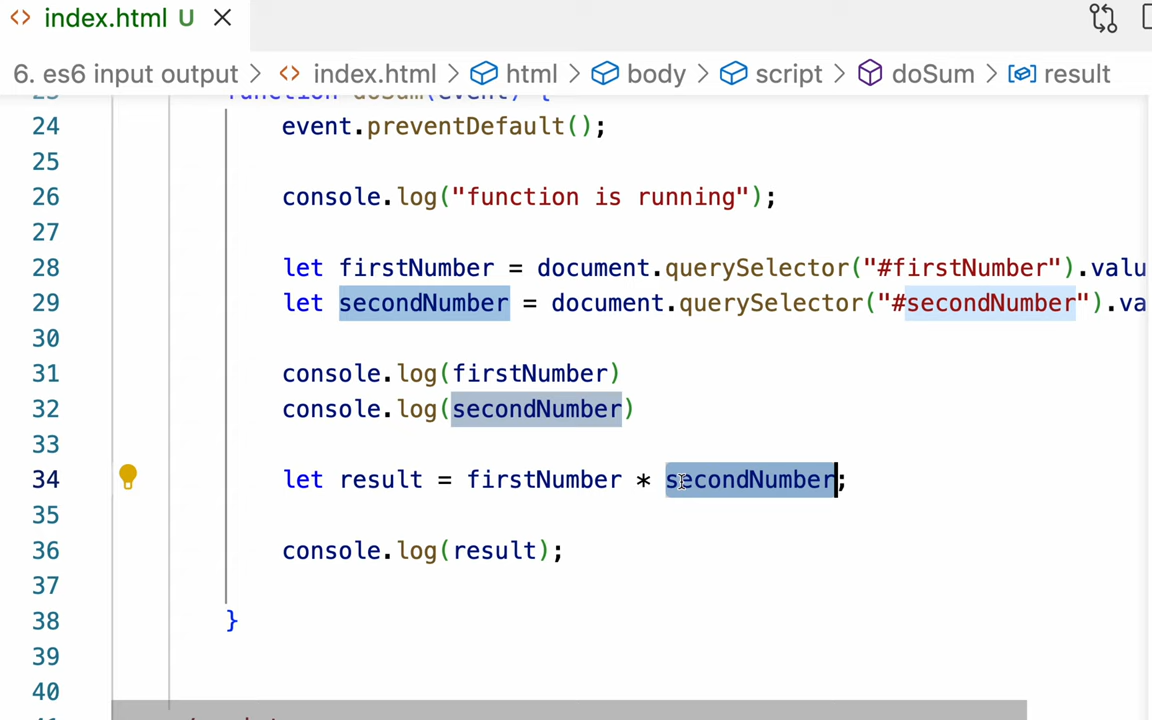 index.html U
6. es6 input output > index.html > html > body > script > doSum > result
function doSum(event) {
24 event.preventDefault();
25
26 console.log("function is running");
27
28 let firstNumber = document.querySelector("#firstNumber").valu
29 let secondNumber = document.querySelector("#secondNumber").va
30
31 console.log(firstNumber)
32 console.log(secondNumber)
33
34 let result = firstNumber * secondNumber;
35
36 console.log(result);
37
38 }
39
40